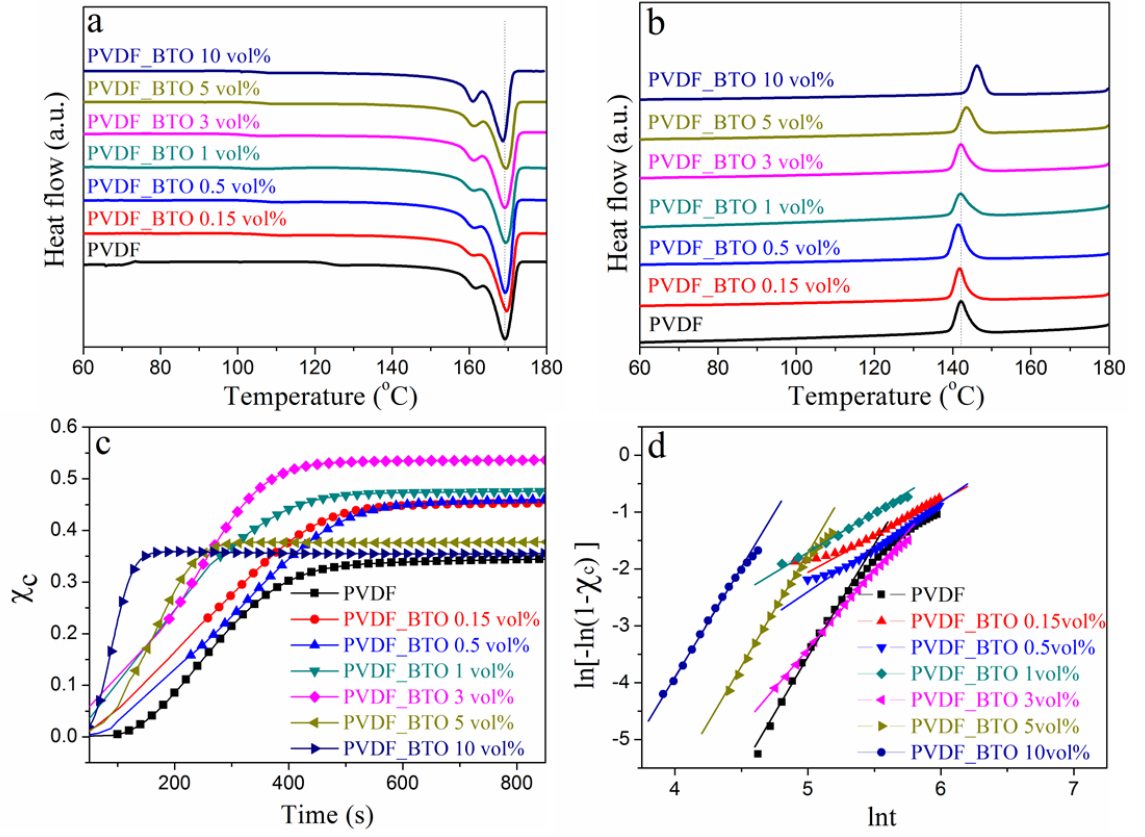 a
PVDF_BTO 10 vol%
PVDF_BTO 5 vol%
PVDF_BTO 3 vol%
PVDF_BTO 1 vol%
PVDF_BTO 0.5 vol%
PVDF_BTO 0.15 vol%
PVDF
Heat flow (a.u.)
60 80 100 120 140 160 180
Temperature (°C)
b
PVDF_BTO 10 vol%
PVDF_BTO 5 vol%
PVDF_BTO 3 vol%
PVDF_BTO 1 vol%
PVDF_BTO 0.5 vol%
PVDF_BTO 0.15 vol%
PVDF
Heat flow (a.u.)
60 80 100 120 140 160 180
Temperature (°C)
c
0.6
0.5
0.4
0.3
0.2
0.1
0.0
χc
PVDF
PVDF_BTO 0.15 vol%
PVDF_BTO 0.5 vol%
PVDF_BTO 1 vol%
PVDF_BTO 3 vol%
PVDF_BTO 5 vol%
PVDF_BTO 10 vol%
200 400 600 800
Time (s)
d
0
-1
-2
-3
-4
-5
ln[-ln(1-χc) ]
PVDF
PVDF_BTO 0.15vol%
PVDF_BTO 0.5vol%
PVDF_BTO 1vol%
PVDF_BTO 3vol%
PVDF_BTO 5vol%
PVDF_BTO 10vol%
4 5 6 7
lnt